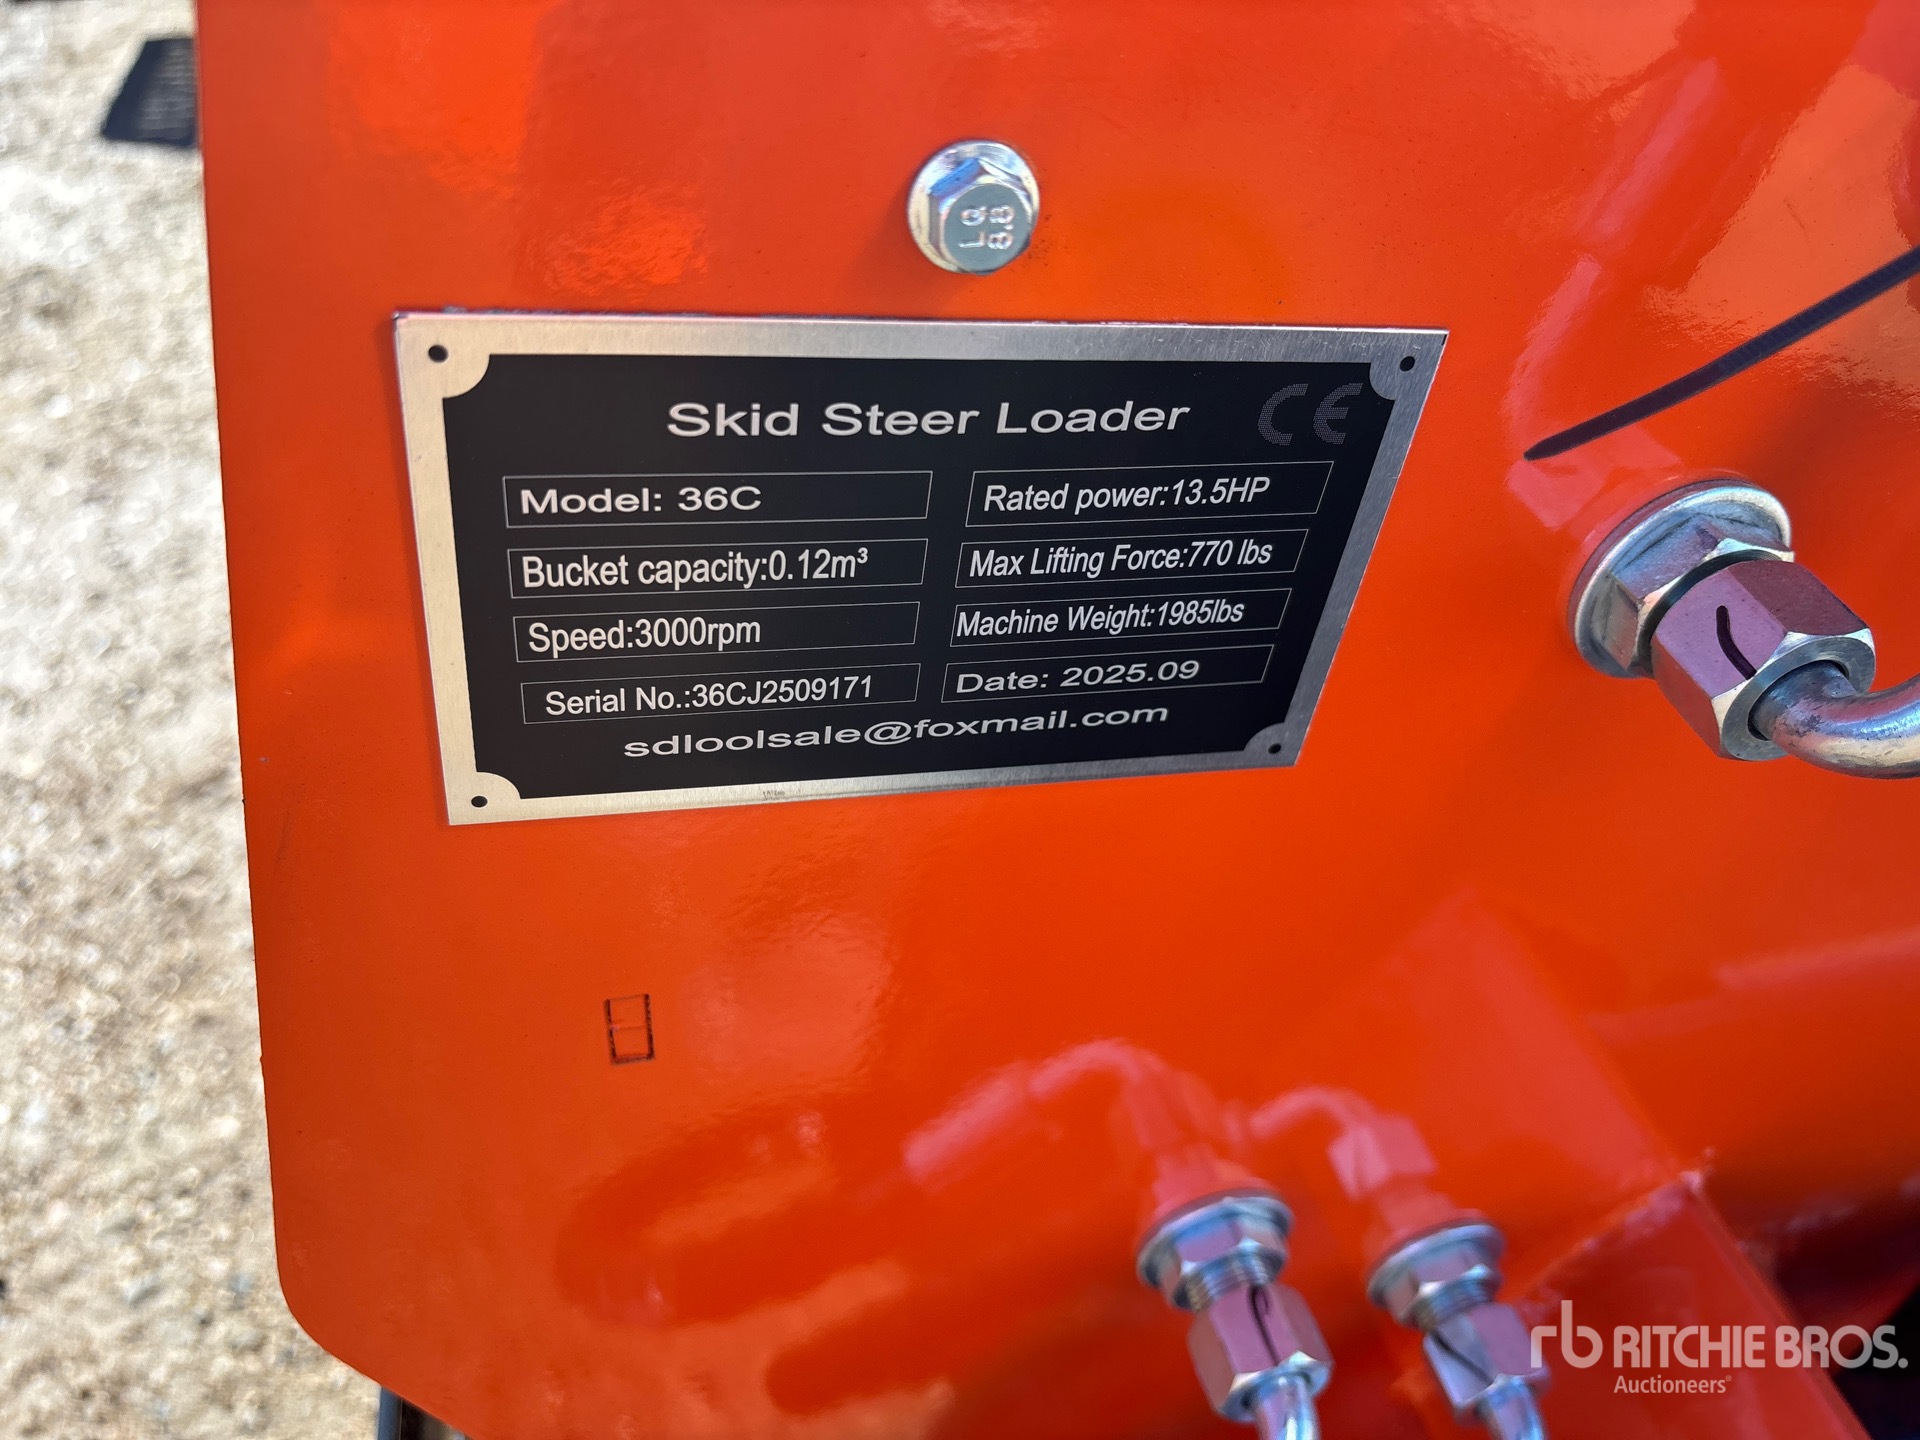 LQ
8.8
Skid Steer Loader CE
Model: 36C
Rated power:13.5HP
Bucket capacity:0.12m³
Max Lifting Force:770 lbs
Speed:3000rpm
Machine Weight:1985lbs
Serial No.:36CJ2509171
Date: 2025.09
sdloolsale@foxmail.com
rb RITCHIE BROS.
Auctioneers®